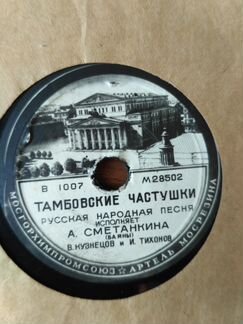 В 1007 М28502
ТАМБОВСКИЕ ЧАСТУШКИ
РУССКАЯ НАРОДНАЯ ПЕСНЯ
ИСПОЛНЯЕТ
А. СМЕТАНКИНА
(БАЯНЫ)
В. КУЗНЕЦОВ и И. ТИХОНОВ
МОСГОРХИМПРОМСОЮЗ☆АРТЕЛЬ МОСРЕЗИНА